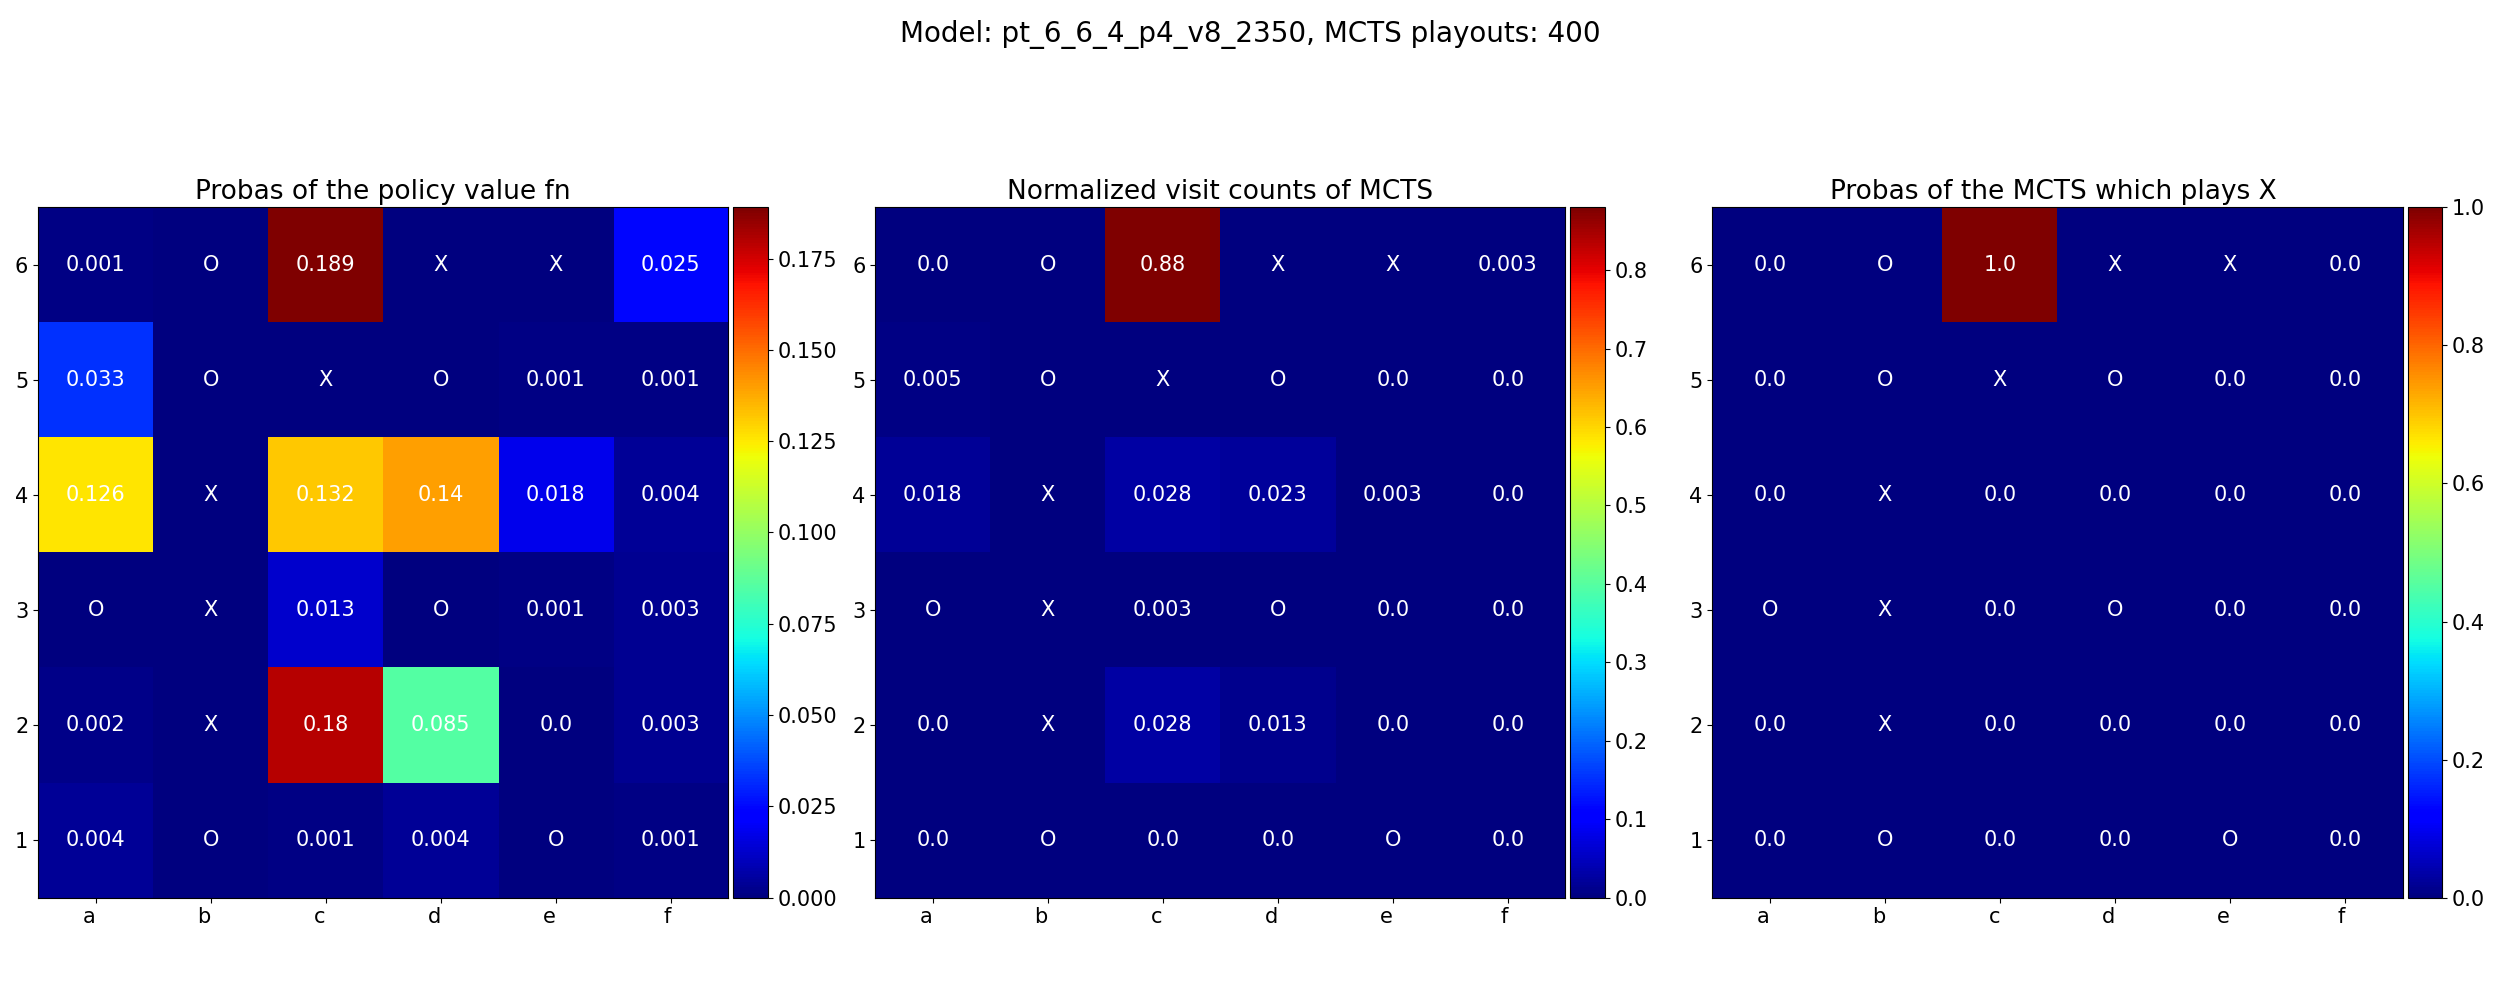 Model: pt_6_6_4_p4_v8_2350, MCTS playouts: 400
Probas of the policy value fn
6 0.001 O 0.189 X X 0.025
5 0.033 O X O 0.001 0.001
4 0.126 X 0.132 0.14 0.018 0.004
3 O X 0.013 O 0.001 0.003
2 0.002 X 0.18 0.085 0.0 0.003
1 0.004 O 0.001 0.004 O 0.001
a b c d e f
0.175
0.150
0.125
0.100
0.075
0.050
0.025
0.000
Normalized visit counts of MCTS
6 0.0 O 0.88 X X 0.003
5 0.005 O X O 0.0 0.0
4 0.018 X 0.028 0.023 0.003 0.0
3 O X 0.003 O 0.0 0.0
2 0.0 X 0.028 0.013 0.0 0.0
1 0.0 O 0.0 0.0 O 0.0
a b c d e f
0.8
0.7
0.6
0.5
0.4
0.3
0.2
0.1
0.0
Probas of the MCTS which plays X
6 0.0 O 1.0 X X 0.0
5 0.0 O X O 0.0 0.0
4 0.0 X 0.0 0.0 0.0 0.0
3 O X 0.0 O 0.0 0.0
2 0.0 X 0.0 0.0 0.0 0.0
1 0.0 O 0.0 0.0 O 0.0
a b c d e f
1.0
0.8
0.6
0.4
0.2
0.0